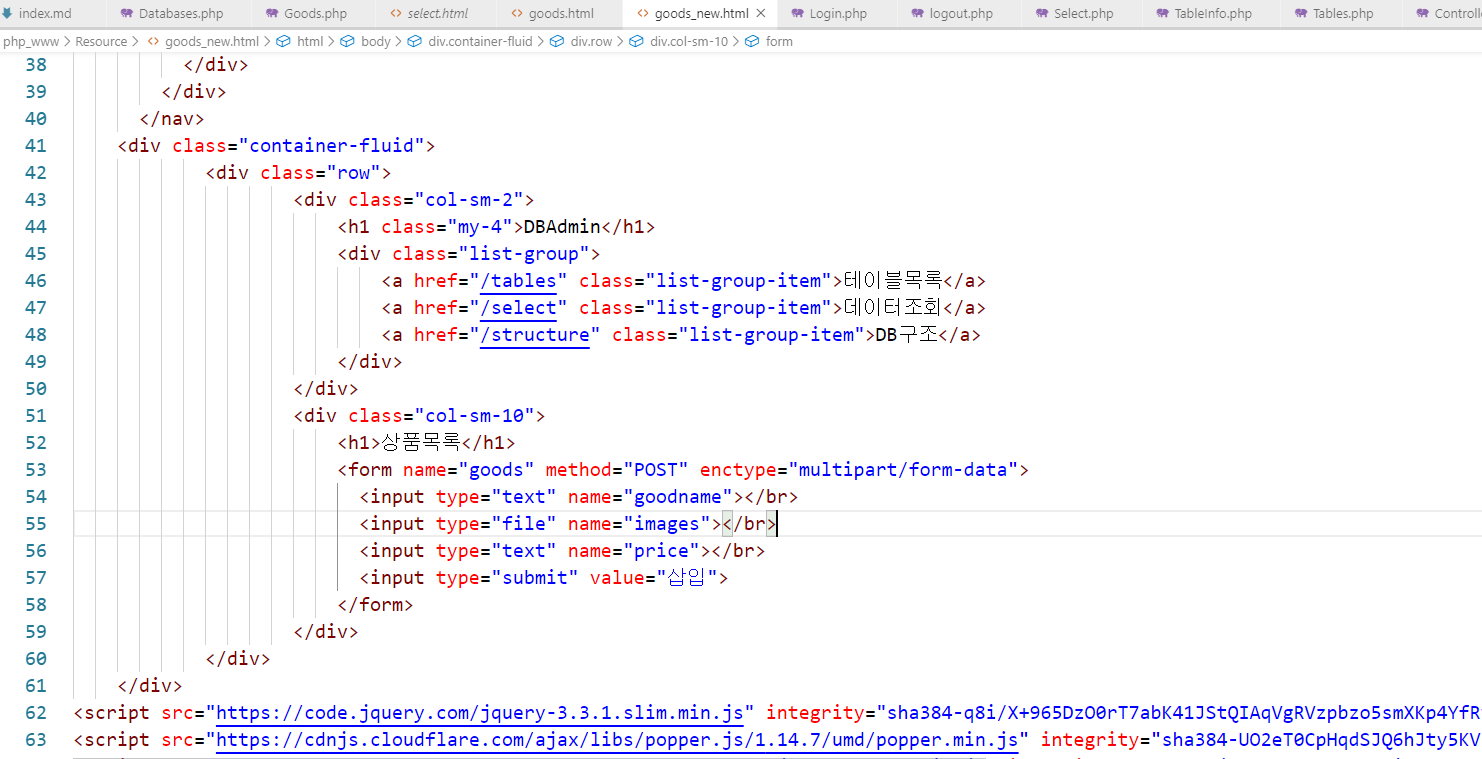 index.md Databases.php Goods.php select.html goods.html goods_new.html × Login.php logout.php Select.php TableInfo.php Tables.php Controll
php_www > Resource > goods_new.html > html > body > div.container-fluid > div.row > div.col-sm-10 > form
38 </div>
39 </div>
40 </nav>
41 <div class="container-fluid">
42 <div class="row">
43 <div class="col-sm-2">
44 <h1 class="my-4">DBAdmin</h1>
45 <div class="list-group">
46 <a href="/tables" class="list-group-item">테이블목록</a>
47 <a href="/select" class="list-group-item">데이터조회</a>
48 <a href="/structure" class="list-group-item">DB구조</a>
49 </div>
50 </div>
51 <div class="col-sm-10">
52 <h1>상품목록</h1>
53 <form name="goods" method="POST" enctype="multipart/form-data">
54 <input type="text" name="goodname"></br>
55 <input type="file" name="images"></br>
56 <input type="text" name="price"></br>
57 <input type="submit" value="삽입">
58 </form>
59 </div>
60 </div>
61 </div>
62 <script src="https://code.jquery.com/jquery-3.3.1.slim.min.js" integrity="sha384-q8i/X+965DzO0rT7abK41JStQIAqVgRVzpbzo5smXKp4YfR
63 <script src="https://cdnjs.cloudflare.com/ajax/libs/popper.js/1.14.7/umd/popper.min.js" integrity="sha384-UO2eT0CpHqdSJQ6hJty5KV